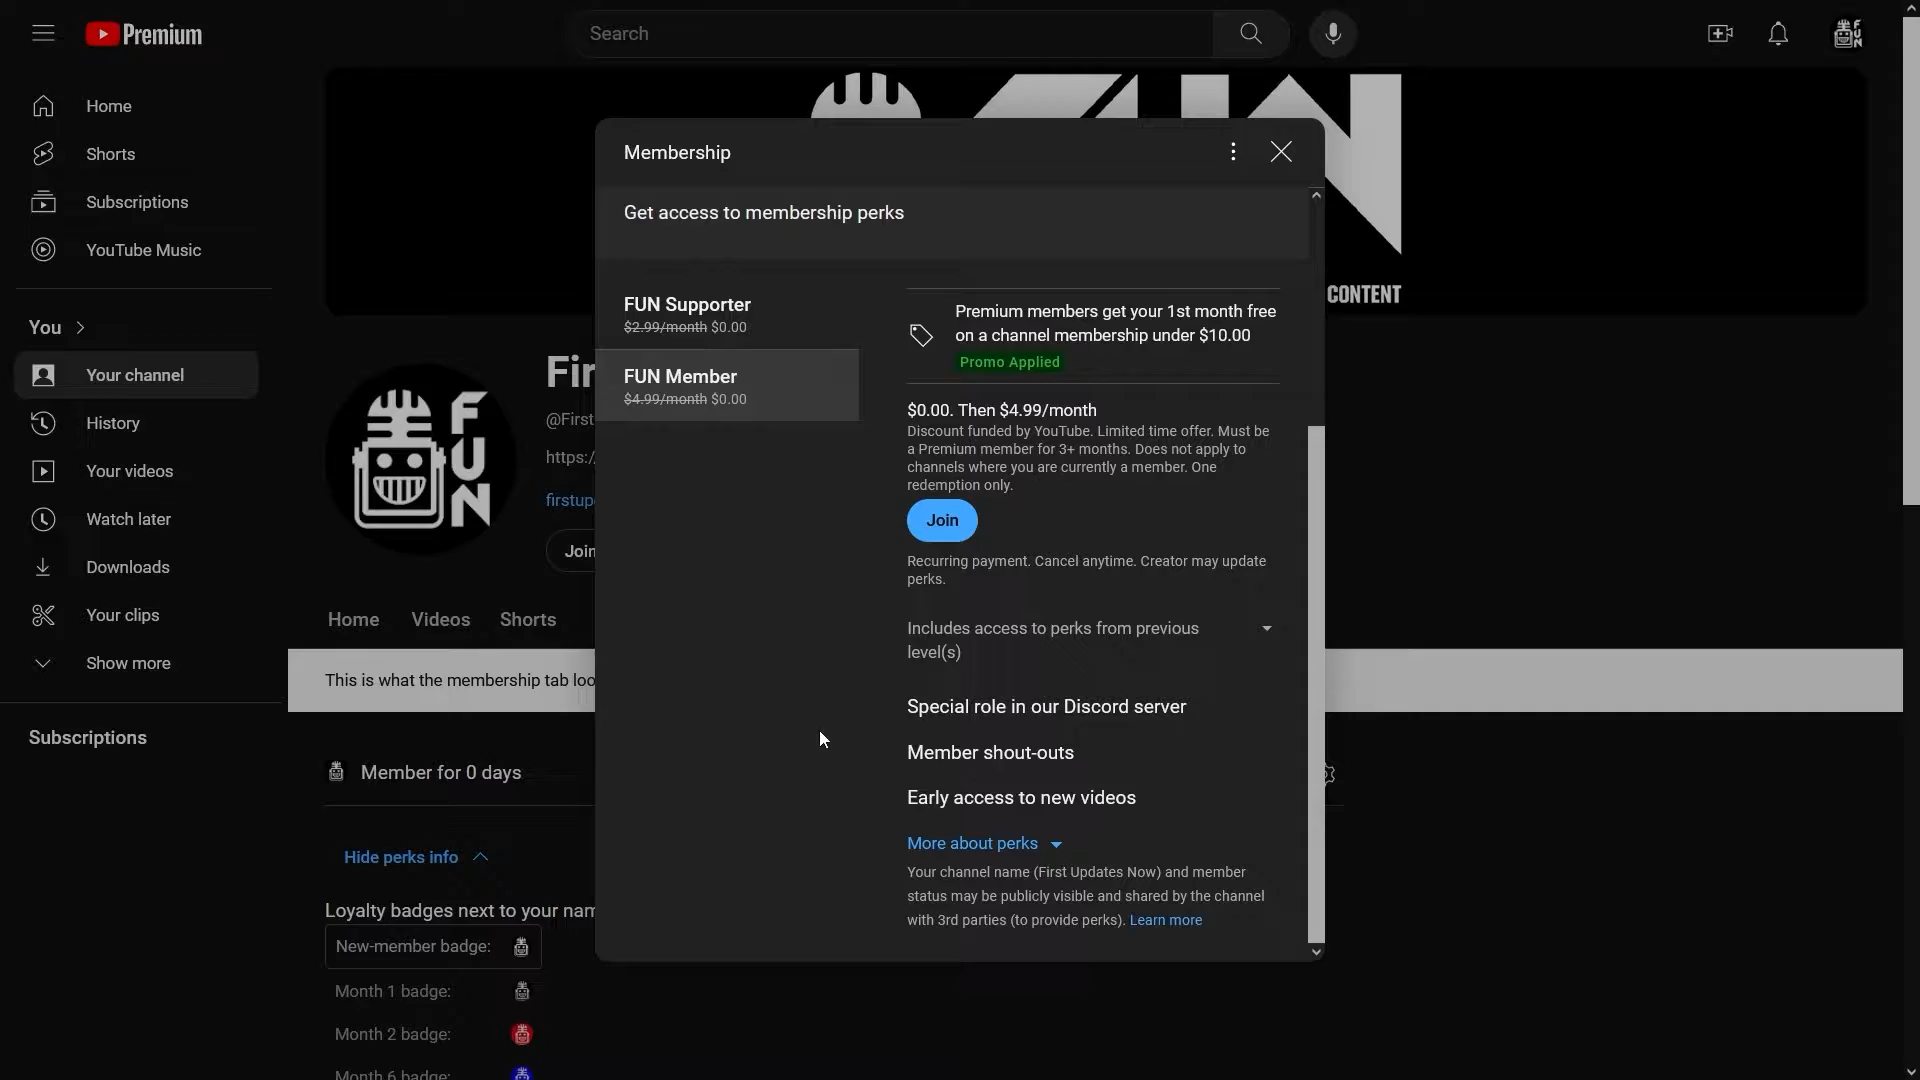 Premium
Search
Home
Shorts
Subscriptions
YouTube Music
You
Your channel
History
Your videos
Watch later
Downloads
Your clips
Show more
Subscriptions
CONTENT
FUN
Fir
@First
https:/
firstup
Join
Home
Videos
Shorts
This is what the membership tab loo
Member for 0 days
Hide perks info
Loyalty badges next to your nam
New-member badge:
Month 1 badge:
Month 2 badge:
Month 6 badge:
Membership
Get access to membership perks
FUN Supporter
$2.99/month $0.00
FUN Member
$4.99/month $0.00
Premium members get your 1st month free
on a channel membership under $10.00
Promo Applied
$0.00. Then $4.99/month
Discount funded by YouTube. Limited time offer. Must be
a Premium member for 3+ months. Does not apply to
channels where you are currently a member. One
redemption only.
Join
Recurring payment. Cancel anytime. Creator may update
perks.
Includes access to perks from previous
level(s)
Special role in our Discord server
Member shout-outs
Early access to new videos
More about perks
Your channel name (First Updates Now) and member
status may be publicly visible and shared by the channel
with 3rd parties (to provide perks). Learn more